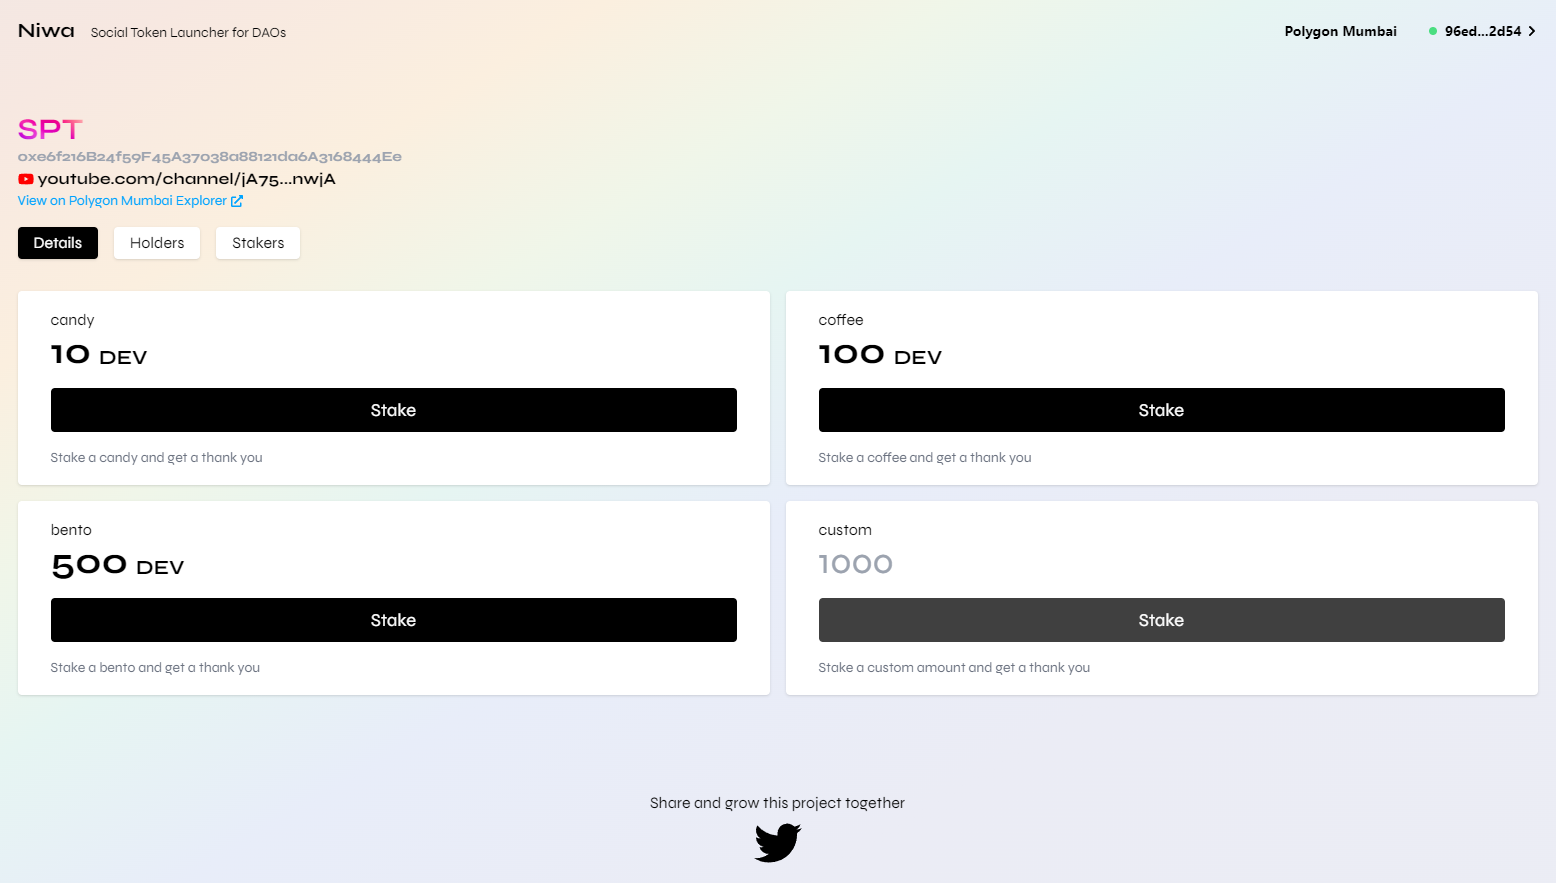 Niwa Social Token Launcher for DAOs
Polygon Mumbai 96ed...2d54
SPT
0xe6f216B24f59F45A37038a88121da6A3168444Ee
youtube.com/channel/jA75...nwjA
View on Polygon Mumbai Explorer
Details Holders Stakers
candy
10 DEV
Stake
Stake a candy and get a thank you
coffee
100 DEV
Stake
Stake a coffee and get a thank you
bento
500 DEV
Stake
Stake a bento and get a thank you
custom
1000
Stake
Stake a custom amount and get a thank you
Share and grow this project together